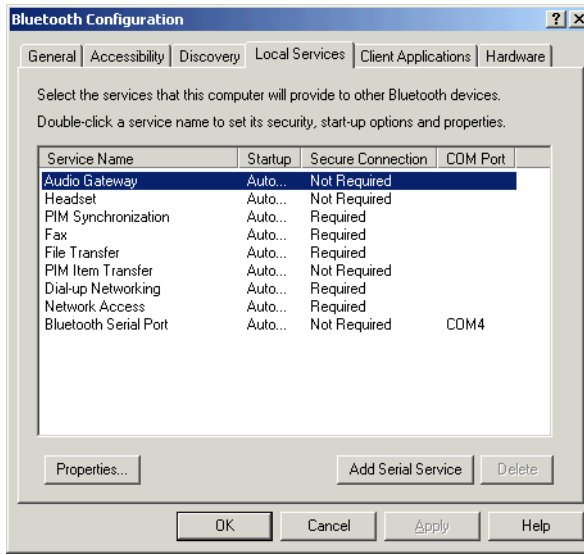 Bluetooth Configuration
General Accessibility Discovery Local Services Client Applications Hardware
Select the services that this computer will provide to other Bluetooth devices.
Double-click a service name to set its security, start-up options and properties.
Service Name Startup Secure Connection COM Port
Audio Gateway Auto... Not Required
Headset Auto... Not Required
PIM Synchronization Auto... Required
Fax Auto... Required
File Transfer Auto... Required
PIM Item Transfer Auto... Not Required
Dial-up Networking Auto... Required
Network Access Auto... Required
Bluetooth Serial Port Auto... Not Required COM4
Properties... Add Serial Service Delete
OK Cancel Apply Help